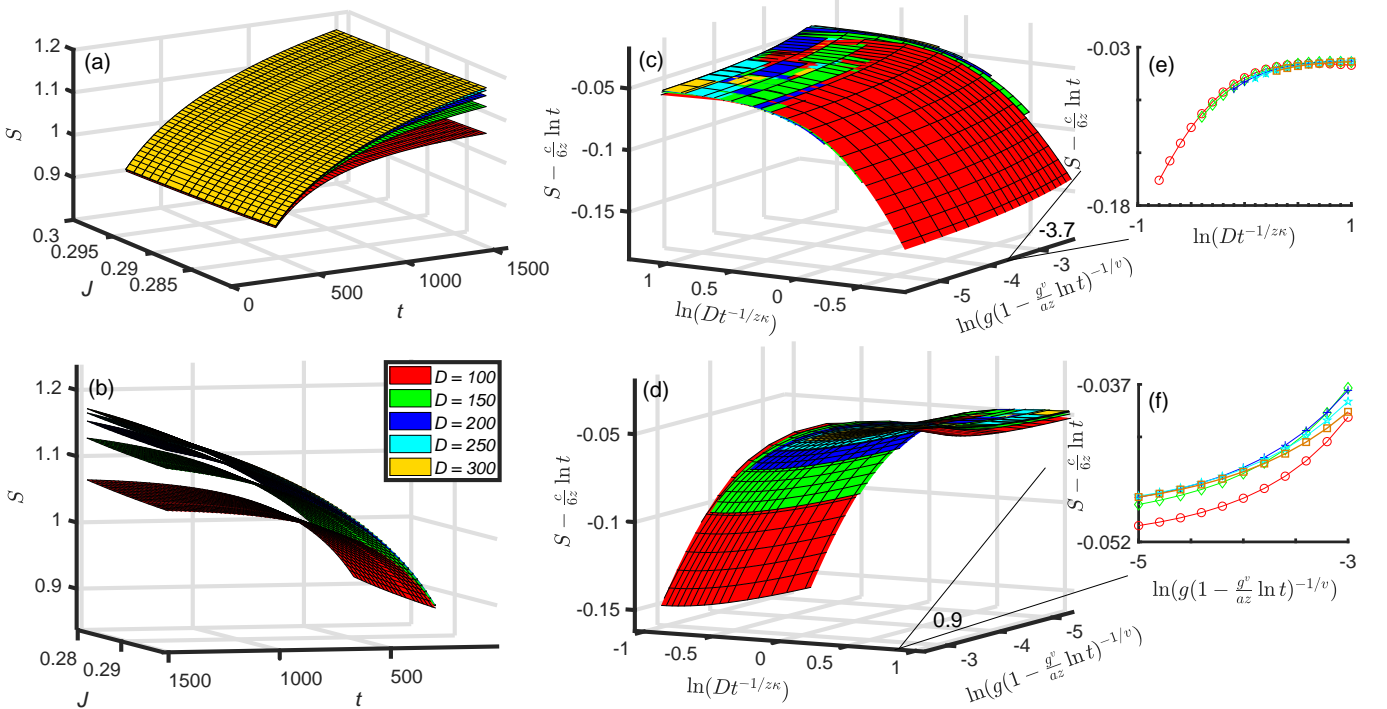 (a)
S
1.2
1.1
1
0.9
0.3
0.295
0.29
0.285
J
0
500
1000
1500
t
(b)
S
1.2
1.1
1
0.9
0.28
0.29
J
1500
1000
500
t
D = 100
D = 150
D = 200
D = 250
D = 300
(c)
S − c/6z ln t
-0.05
-0.1
-0.15
1
0.5
0
-0.5
ln(Dt^{-1/zκ})
-5
-4
-3
-3.7
ln(g(1 − g^v/az ln t)^{-1/v})
(d)
S − c/6z ln t
-0.05
-0.1
-0.15
-1
-0.5
0
0.5
1
ln(Dt^{-1/zκ})
0.9
-3
-4
-5
ln(g(1 − g^v/az ln t)^{-1/v})
(e)
S − c/6z ln t
-0.03
-0.18
-1
1
ln(Dt^{-1/zκ})
(f)
S − c/6z ln t
-0.037
-0.052
-5
-3
ln(g(1 − g^v/az ln t)^{-1/v})